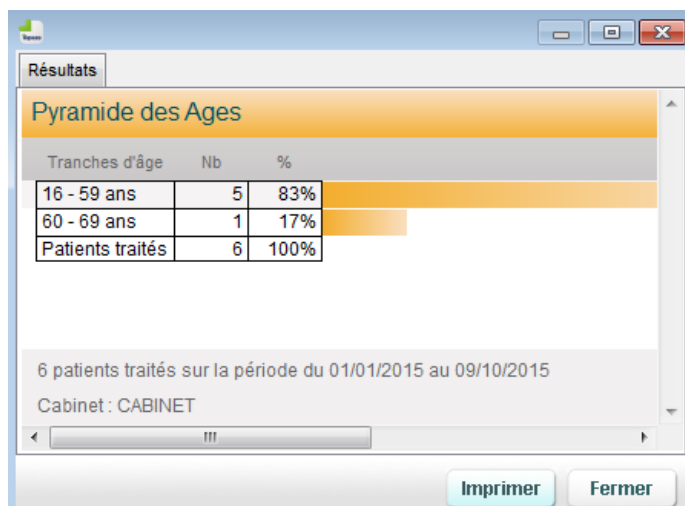 Résultats
Pyramide des Ages
Tranches d'âge Nb %
16 - 59 ans 5 83%
60 - 69 ans 1 17%
Patients traités 6 100%
6 patients traités sur la période du 01/01/2015 au 09/10/2015
Cabinet : CABINET
Imprimer Fermer